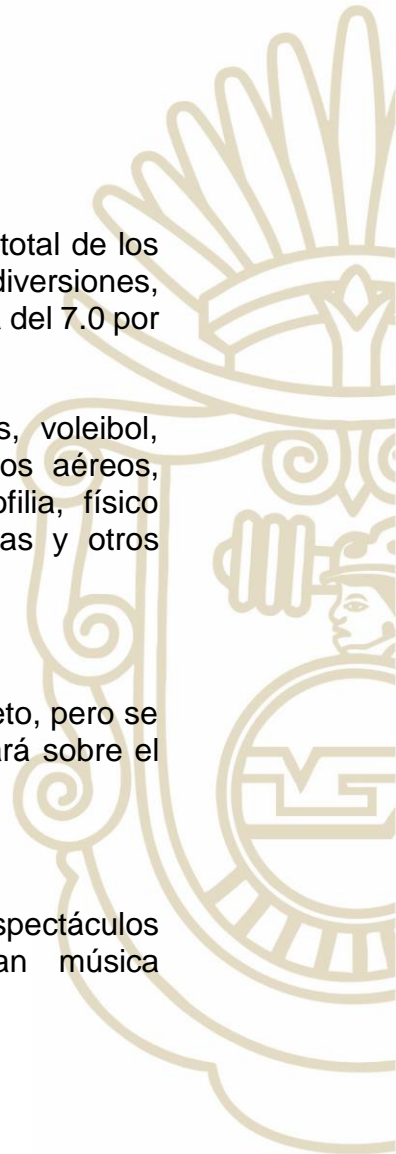 total de los
diversiones,
del 7.0 por
s, voleibol,
os aéreos,
filia, físico
as y otros
eto, pero se
ará sobre el
spectáculos
an música